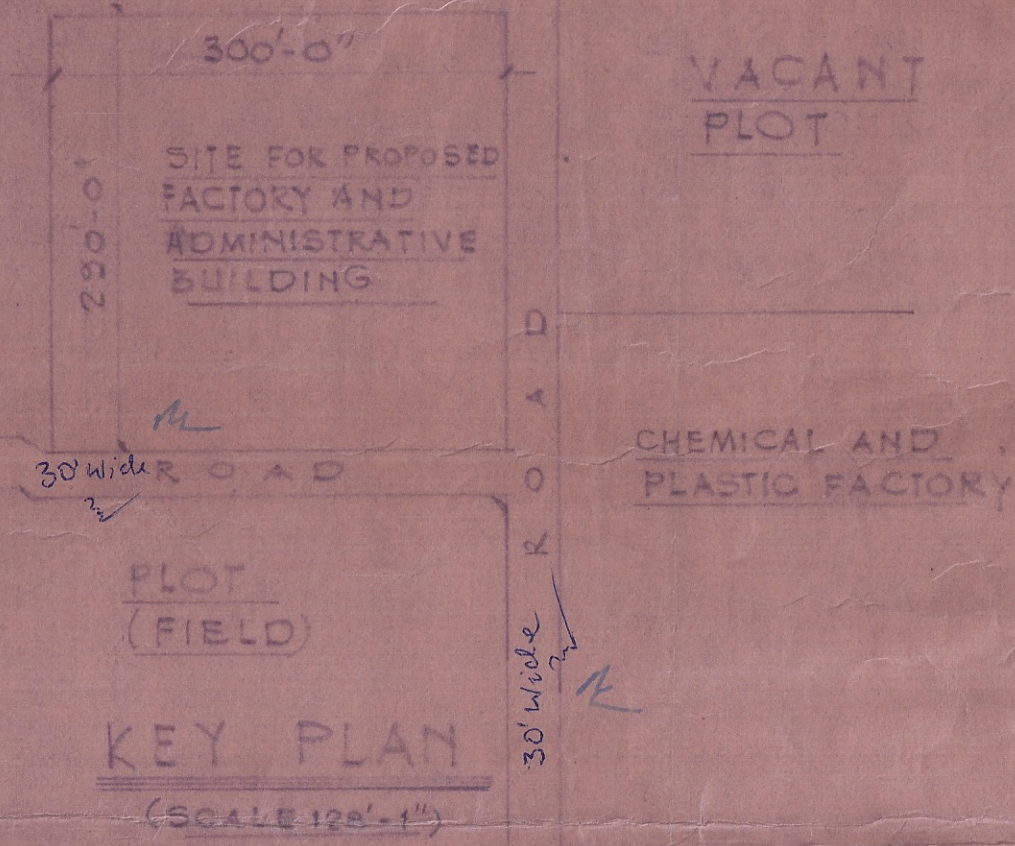 300'-0"
290'-0"
SITE FOR PROPOSED
FACTORY AND
ADMINISTRATIVE
BUILDING
VACANT
PLOT
ROAD
CHEMICAL AND
PLASTIC FACTORY
30' Wide
ROAD
30' Wide
PLOT
(FIELD)
KEY PLAN
(SCALE 128'-1")